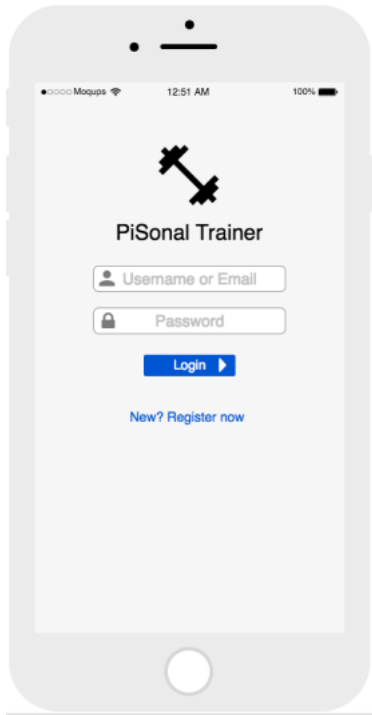 Moqups 12:51 AM 100%
PiSonal Trainer
Username or Email
Password
Login
New? Register now